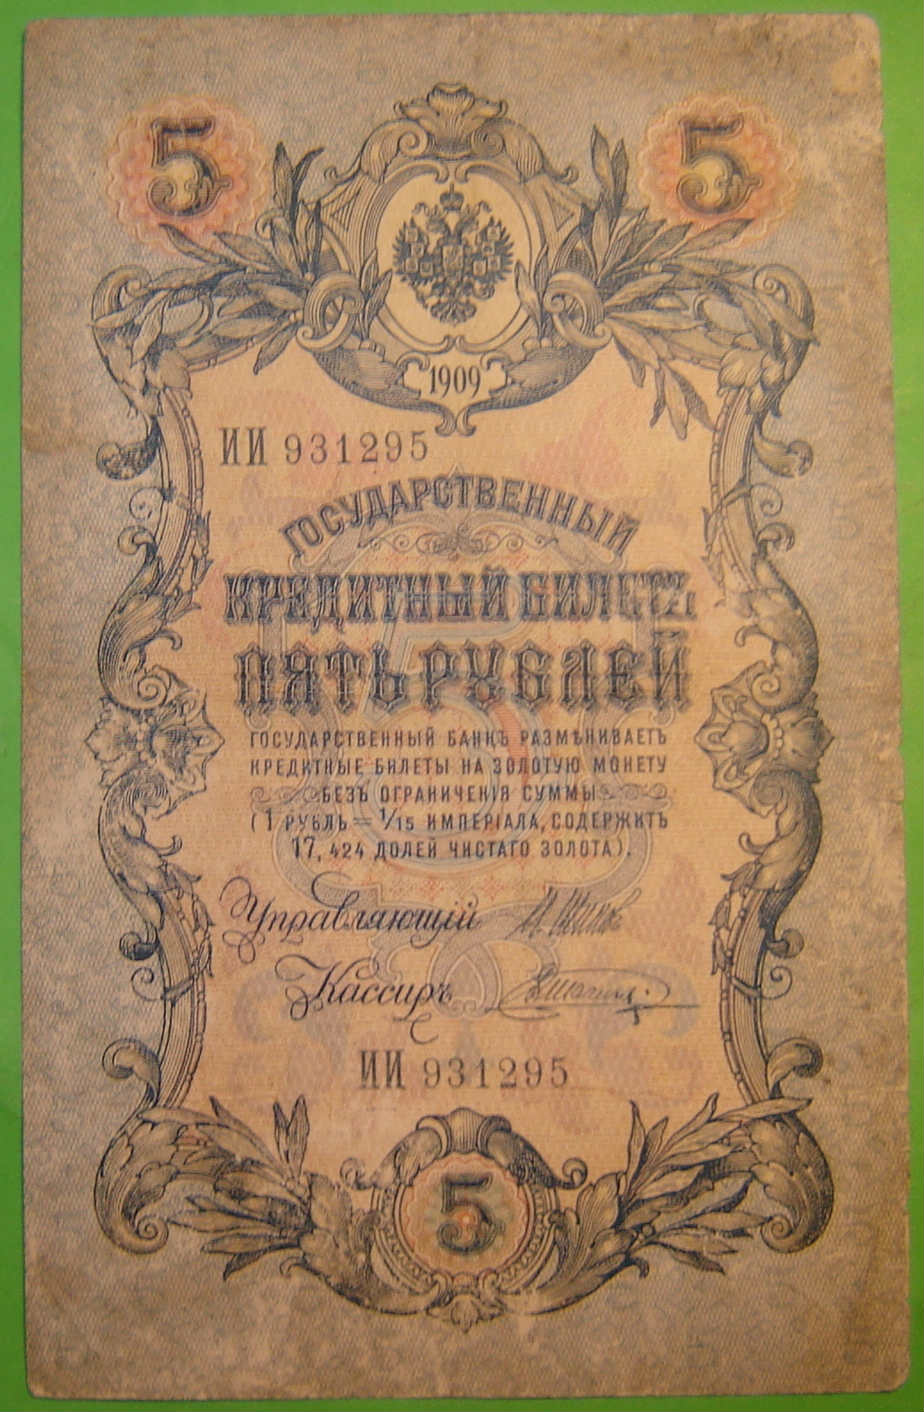 5 5
1909
ИИ 931295
ГОСУДАРСТВЕННЫЙ
КРЕДИТНЫЙ БИЛЕТЪ
ПЯТЬ РУБЛЕЙ
ГОСУДАРСТВЕННЫЙ БАНКЪ РАЗМѢНИВАЕТЪ
КРЕДИТНЫЕ БИЛЕТЫ НА ЗОЛОТУЮ МОНЕТУ
БЕЗЪ ОГРАНИЧЕНІЯ СУММЫ
(1 РУБЛЬ = 1/15 ИМПЕРІАЛА, СОДЕРЖИТЪ
17,424 ДОЛЕЙ ЧИСТАГО ЗОЛОТА).
Управляющій
Кассиръ
ИИ 931295
5